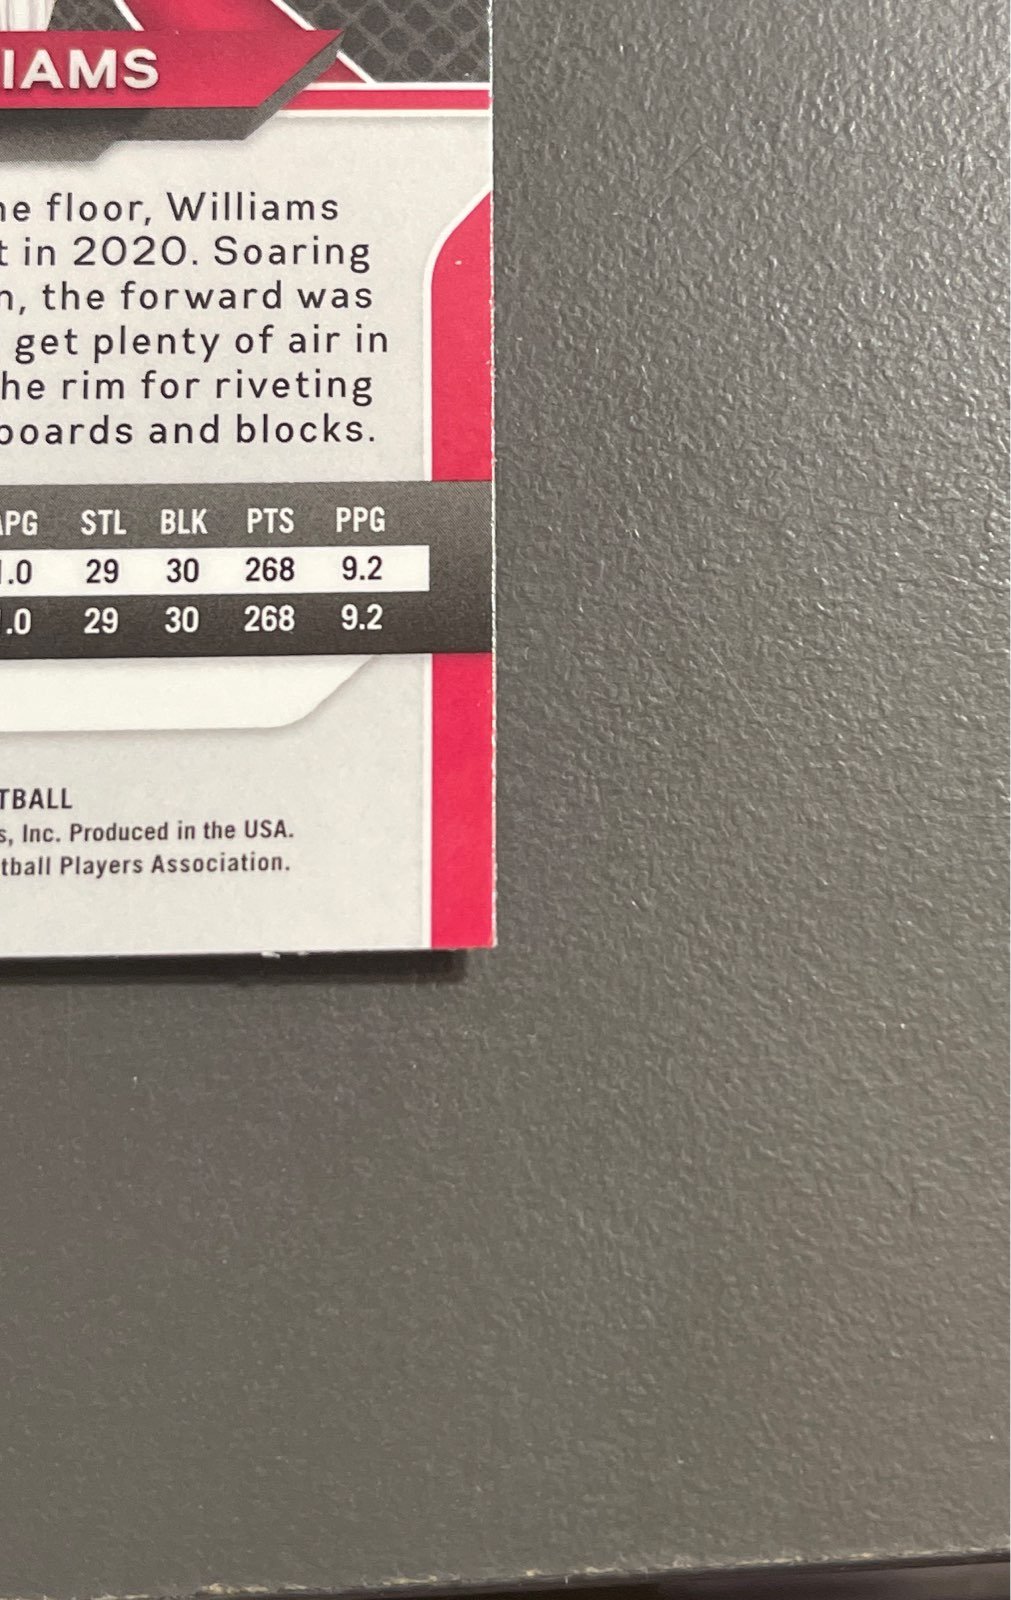 IAMS
he floor, Williams
t in 2020. Soaring
n, the forward was
get plenty of air in
he rim for riveting
boards and blocks.
APG STL BLK PTS PPG
.0 29 30 268 9.2
.0 29 30 268 9.2
TBALL
s, Inc. Produced in the USA.
tball Players Association.